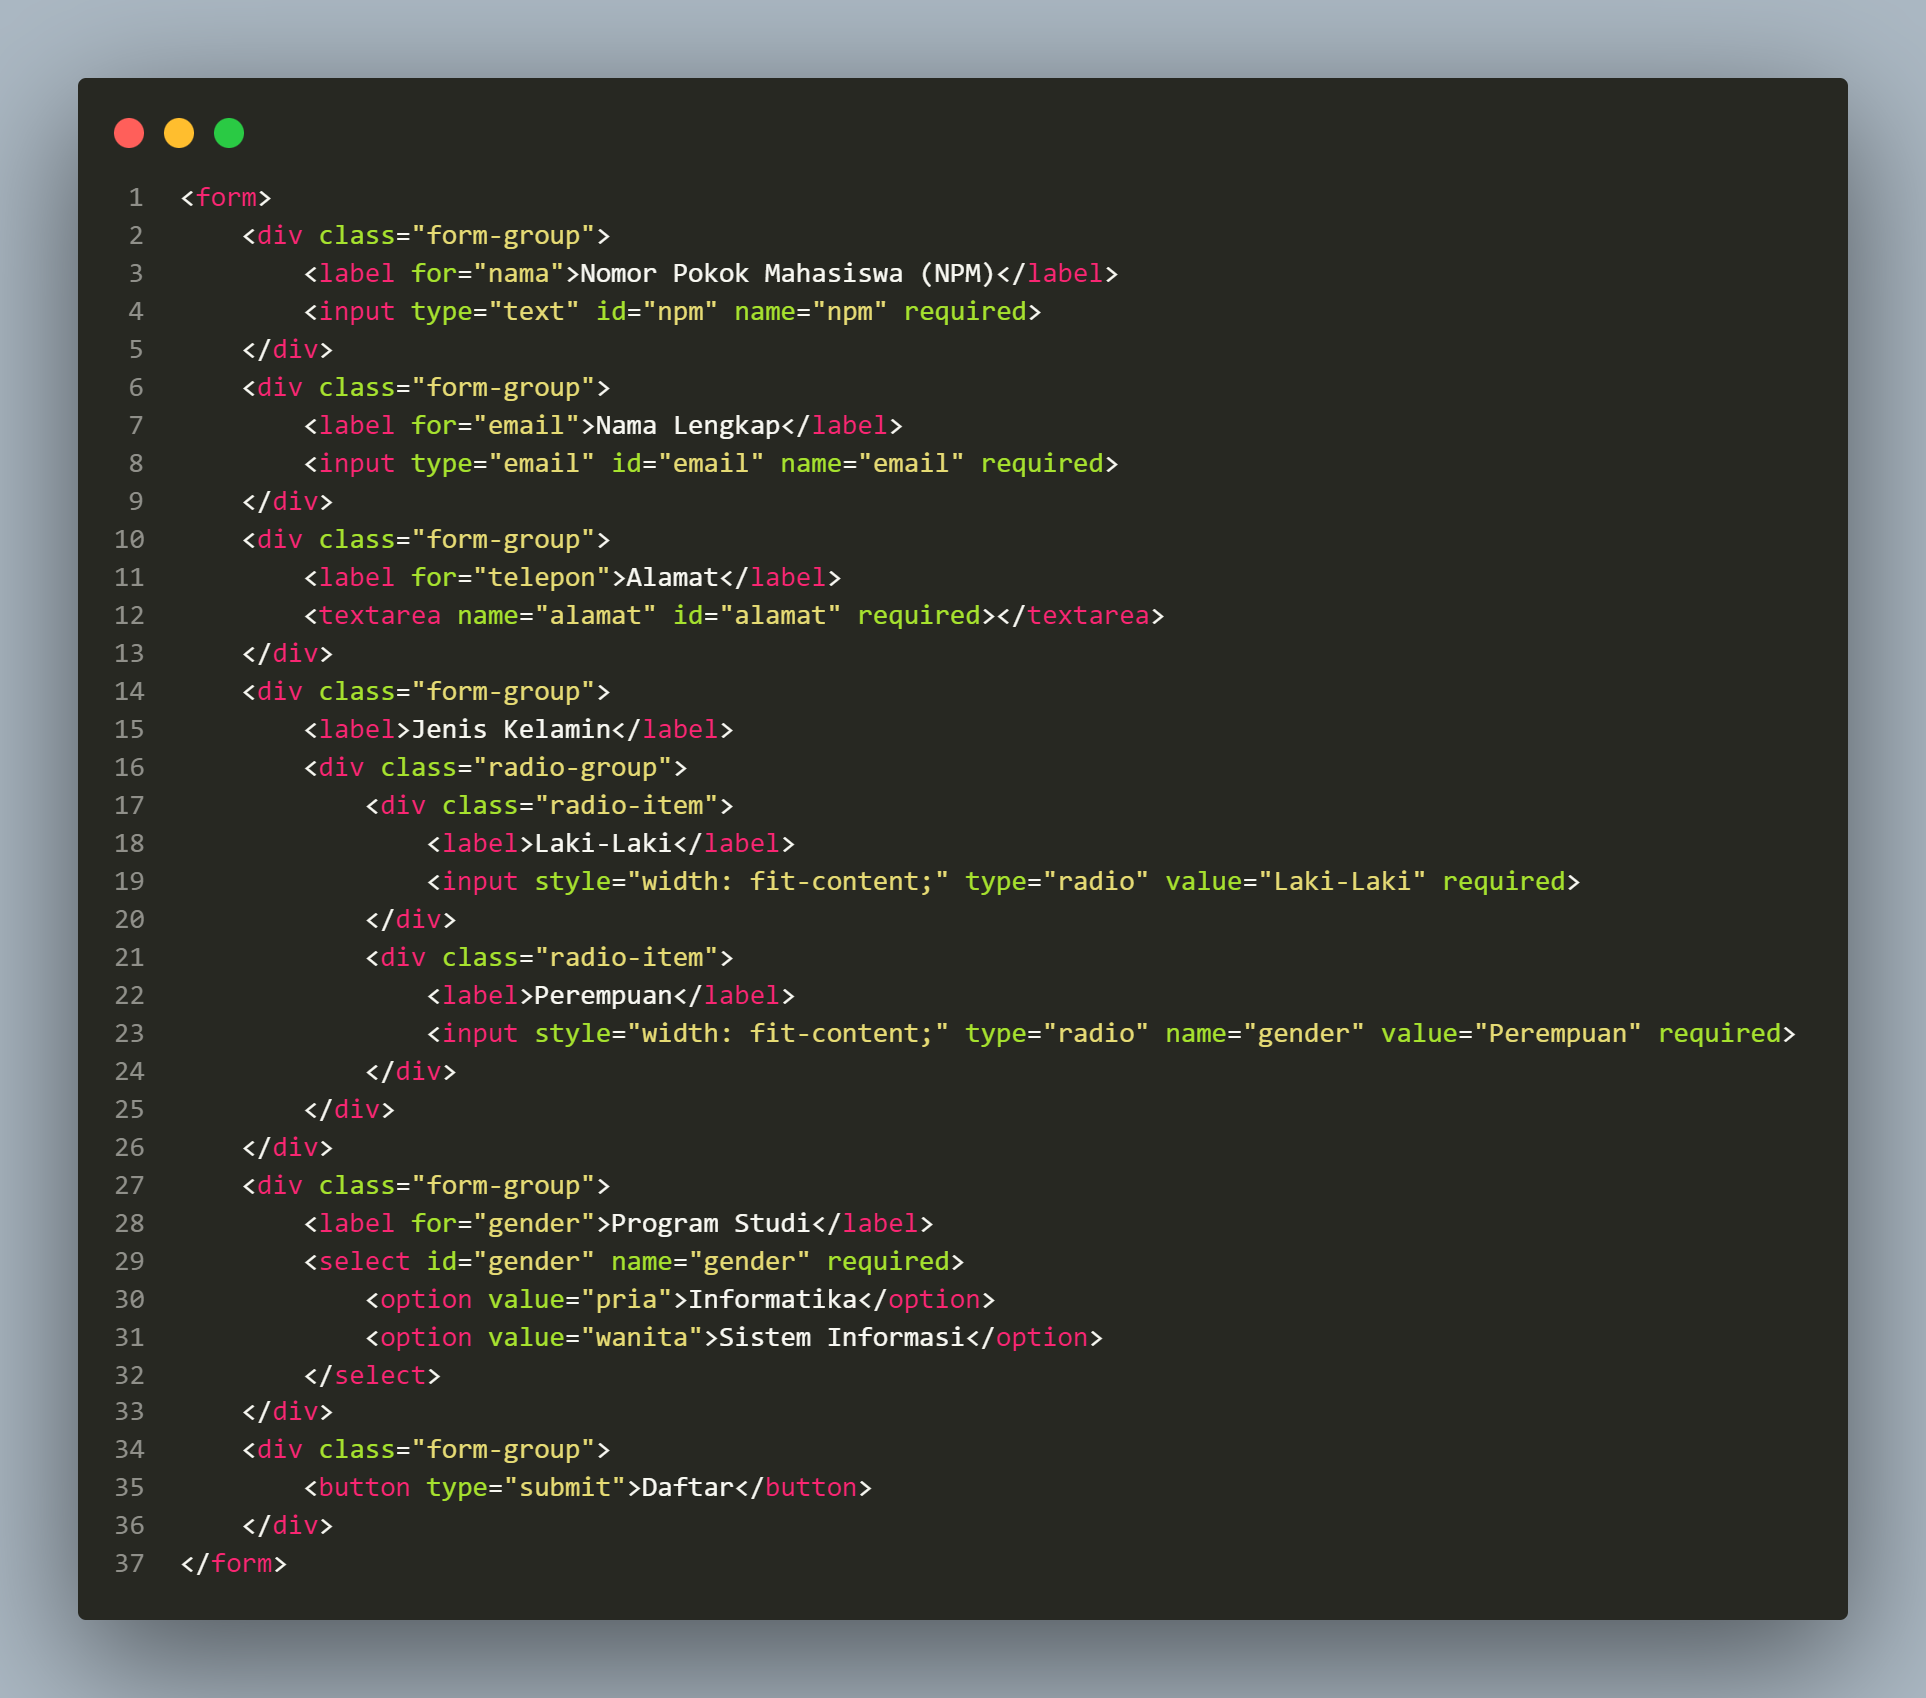 1 <form>
2     <div class="form-group">
3         <label for="nama">Nomor Pokok Mahasiswa (NPM)</label>
4         <input type="text" id="npm" name="npm" required>
5     </div>
6     <div class="form-group">
7         <label for="email">Nama Lengkap</label>
8         <input type="email" id="email" name="email" required>
9     </div>
10     <div class="form-group">
11         <label for="telepon">Alamat</label>
12         <textarea name="alamat" id="alamat" required></textarea>
13     </div>
14     <div class="form-group">
15         <label>Jenis Kelamin</label>
16         <div class="radio-group">
17             <div class="radio-item">
18                 <label>Laki-Laki</label>
19                 <input style="width: fit-content;" type="radio" value="Laki-Laki" required>
20             </div>
21             <div class="radio-item">
22                 <label>Perempuan</label>
23                 <input style="width: fit-content;" type="radio" name="gender" value="Perempuan" required>
24             </div>
25         </div>
26     </div>
27     <div class="form-group">
28         <label for="gender">Program Studi</label>
29         <select id="gender" name="gender" required>
30             <option value="pria">Informatika</option>
31             <option value="wanita">Sistem Informasi</option>
32         </select>
33     </div>
34     <div class="form-group">
35         <button type="submit">Daftar</button>
36     </div>
37 </form>